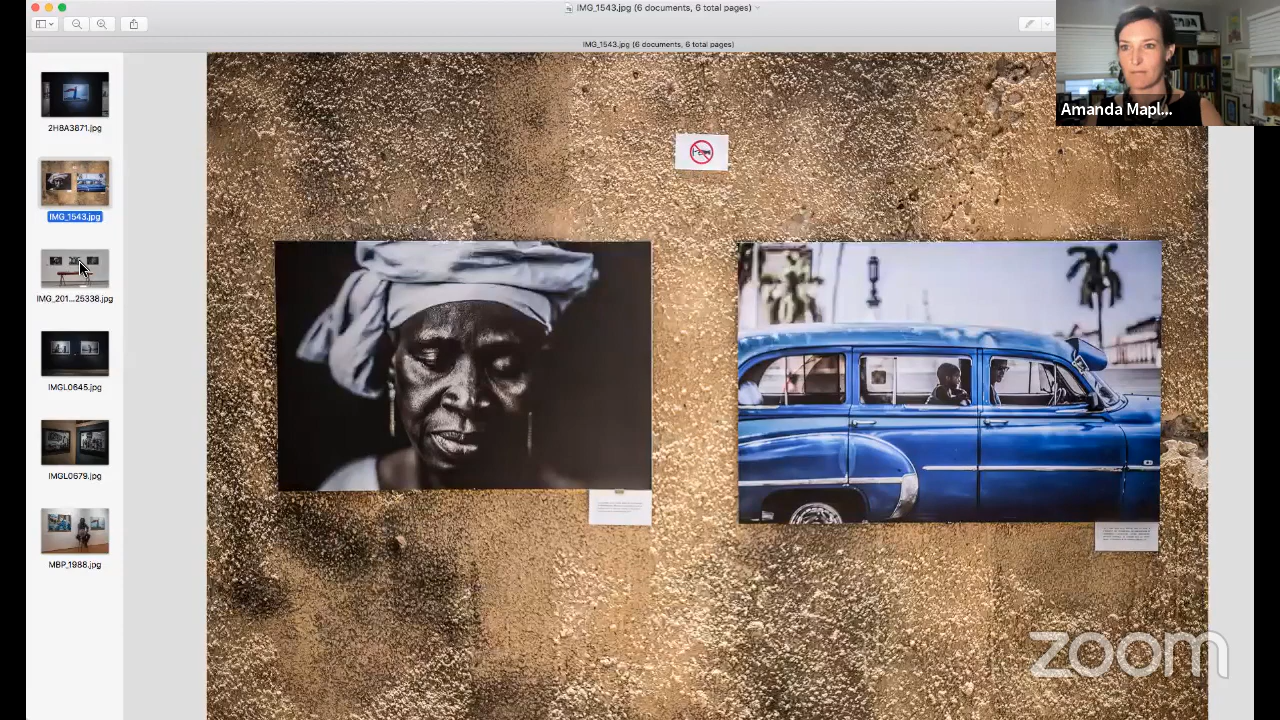 IMG_1543.jpg (6 documents, 6 total pages)
IMG_1543.jpg (6 documents, 6 total pages)
Amanda Mapl...
2H8A3871.jpg
IMG_1543.jpg
IMG_201...25338.jpg
IMGL0645.jpg
IMGL0679.jpg
MBP_1988.jpg
zoom